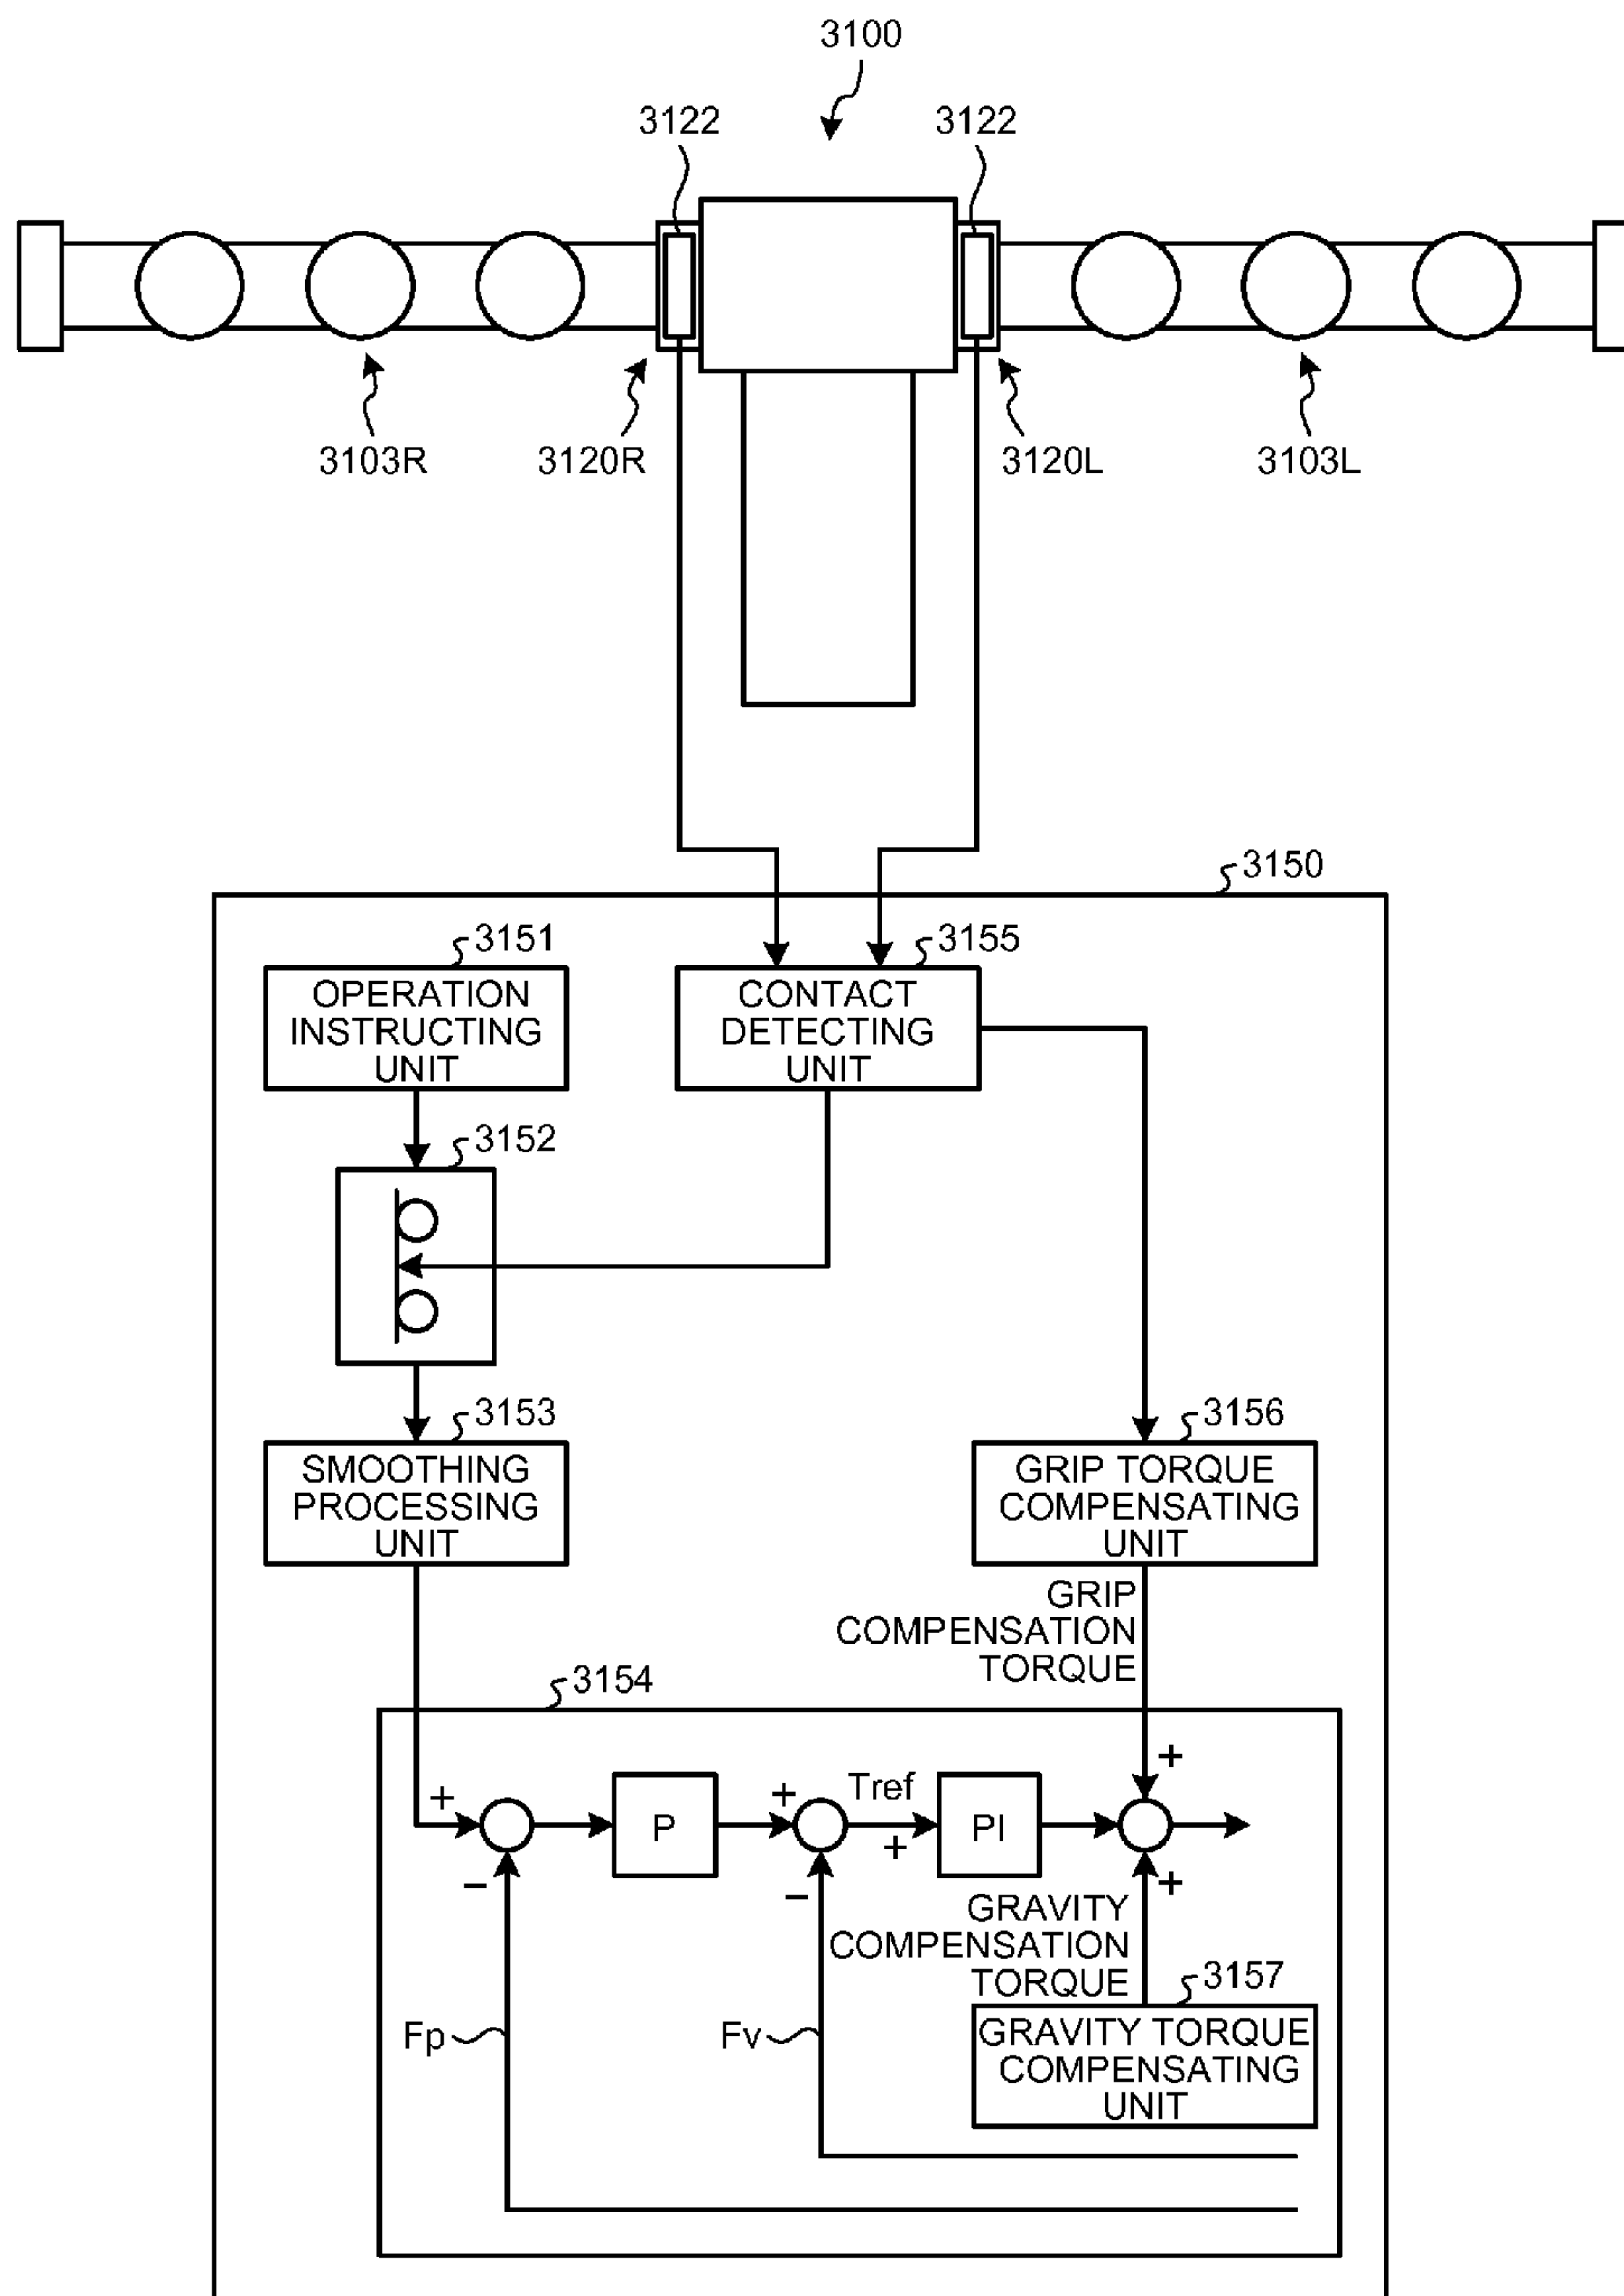 3100
3122
3122
3103R
3120R
3120L
3103L
3150
3151
3155
OPERATION
INSTRUCTING
UNIT
CONTACT
DETECTING
UNIT
3152
3153
3156
SMOOTHING
PROCESSING
UNIT
GRIP TORQUE
COMPENSATING
UNIT
GRIP
COMPENSATION
TORQUE
3154
+
+
+
Tref
P
PI
+
−
−
+
GRAVITY
COMPENSATION
TORQUE
3157
Fp
Fv
GRAVITY TORQUE
COMPENSATING
UNIT